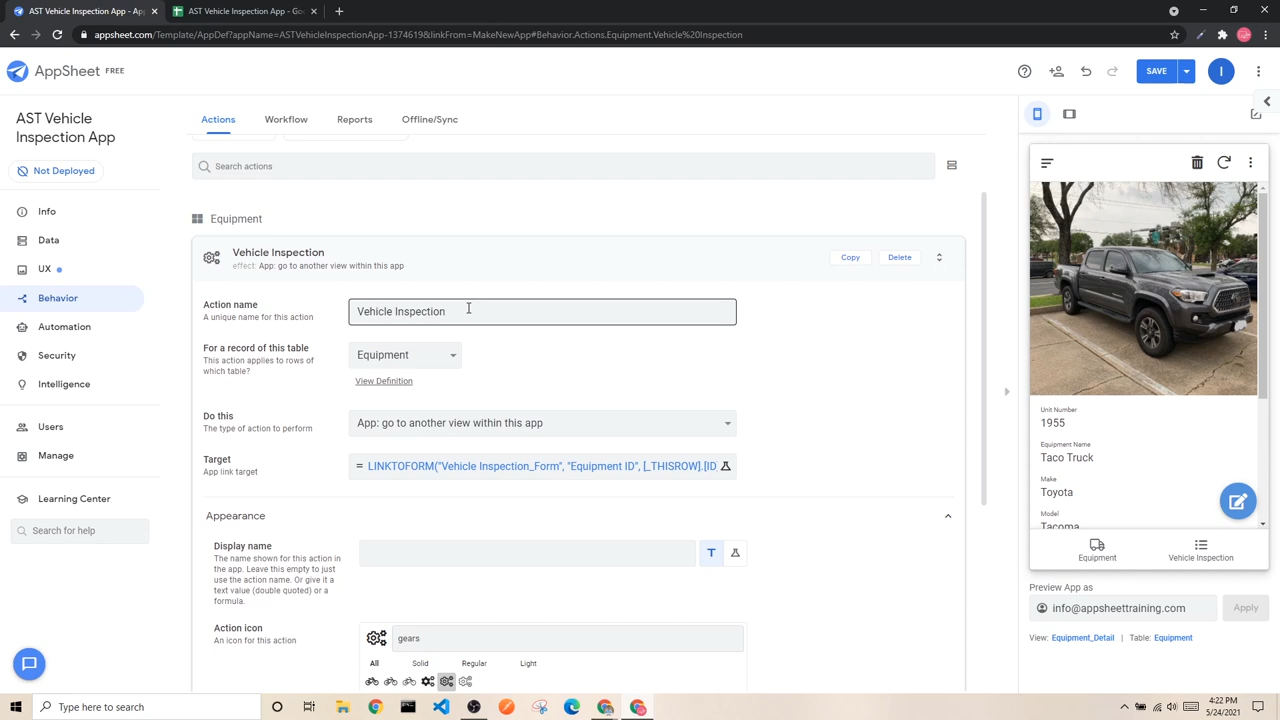 AST Vehicle Inspection App - Ap
AST Vehicle Inspection App - Go
appsheet.com/Template/AppDef?appName=ASTVehicleInspectionApp-1374619&linkFrom=MakeNewApp#Behavior.Actions.Equipment.Vehicle%20Inspection
AppSheet FREE
SAVE
I
AST Vehicle
Inspection App
Not Deployed
Info
Data
UX
Behavior
Automation
Security
Intelligence
Users
Manage
Learning Center
Search for help
Actions
Workflow
Reports
Offline/Sync
Search actions
Equipment
Vehicle Inspection
effect: App: go to another view within this app
Copy
Delete
Action name
A unique name for this action
Vehicle Inspection
For a record of this table
This action applies to rows of
which table?
Equipment
View Definition
Do this
The type of action to perform
App: go to another view within this app
Target
App link target
= LINKTOFORM("Vehicle Inspection_Form", "Equipment ID", [_THISROW].[ID
Appearance
Display name
The name shown for this action in
the app. Leave this empty to just
use the action name. Or give it a
text value (double quoted) or a
formula.
T
Action icon
An icon for this action
gears
All
Solid
Regular
Light
Unit Number
1955
Equipment Name
Taco Truck
Make
Toyota
Model
Tacoma
Equipment
Vehicle Inspection
Preview App as
info@appsheettraining.com
Apply
View: Equipment_Detail | Table: Equipment
Type here to search
4:22 PM
5/24/2021